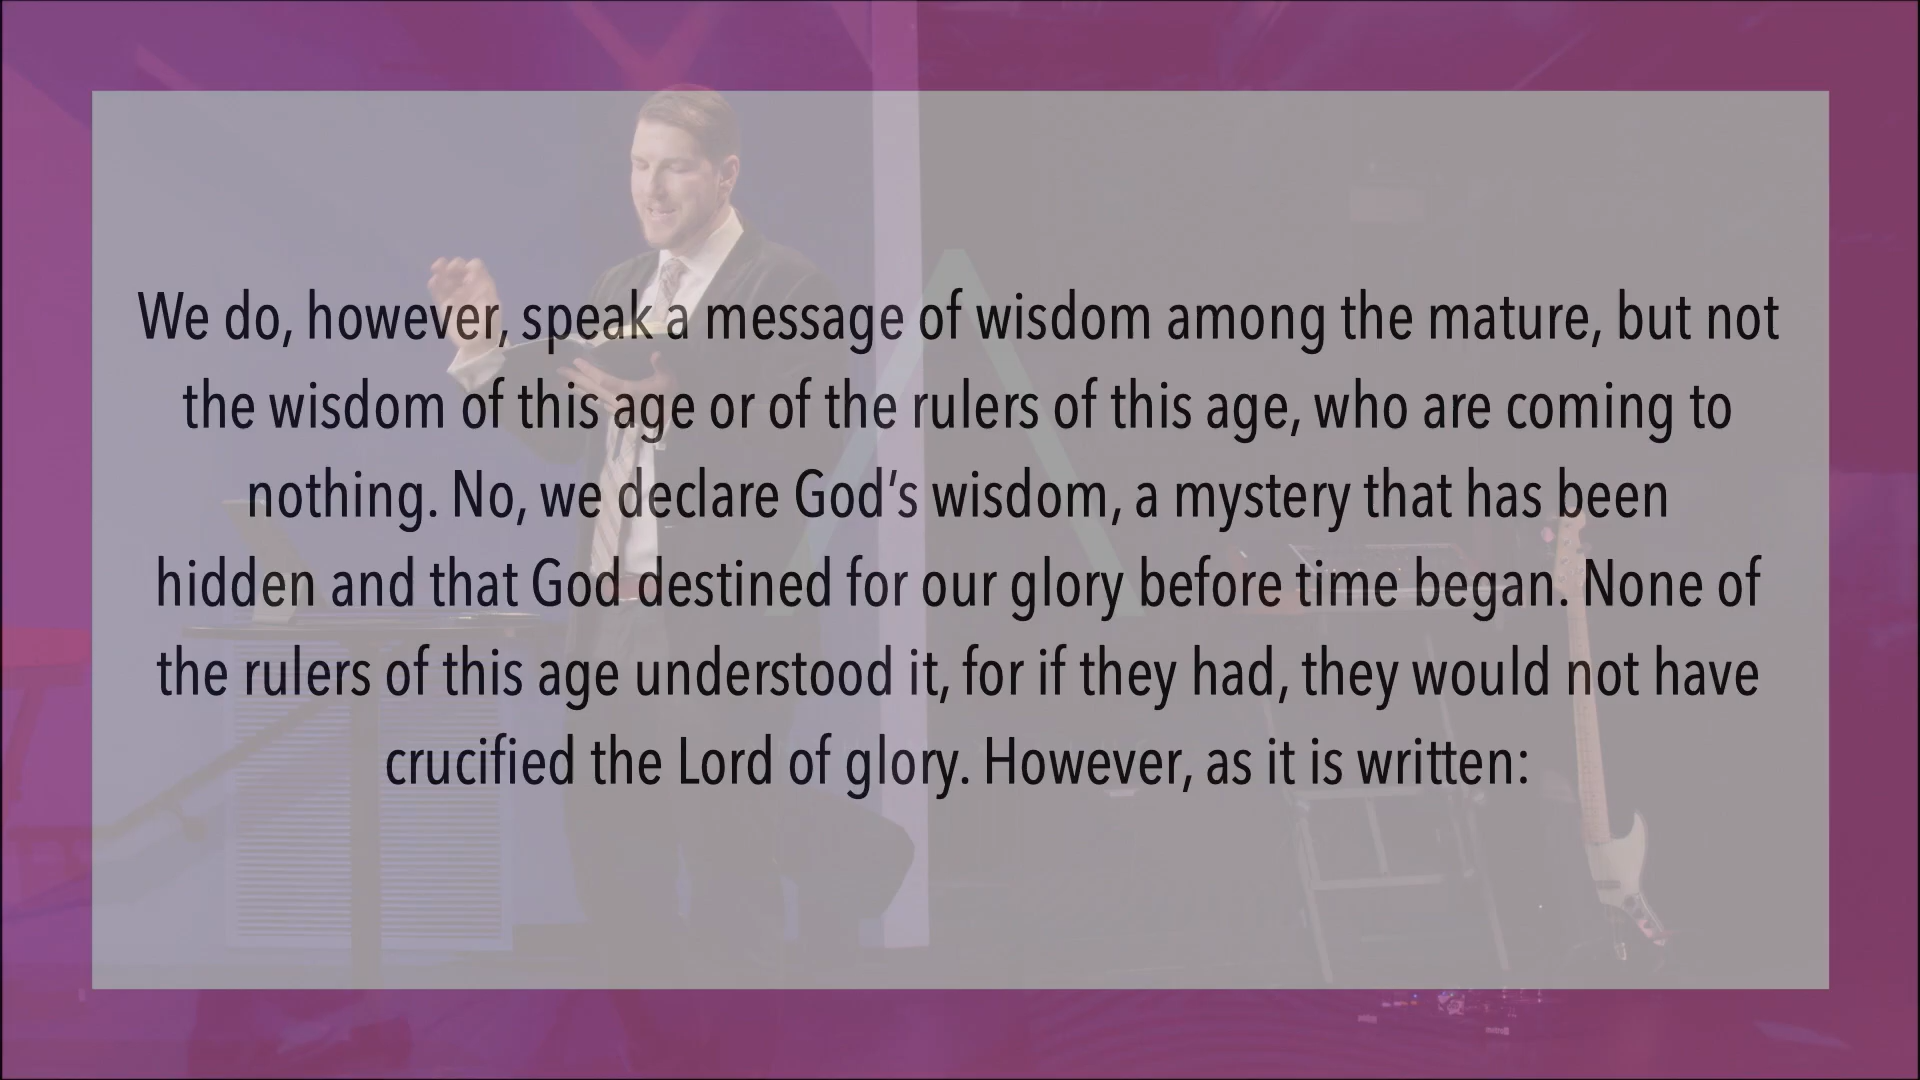 We do, however, speak a message of wisdom among the mature, but not
the wisdom of this age or of the rulers of this age, who are coming to
nothing. No, we declare God’s wisdom, a mystery that has been
hidden and that God destined for our glory before time began. None of
the rulers of this age understood it, for if they had, they would not have
crucified the Lord of glory. However, as it is written: